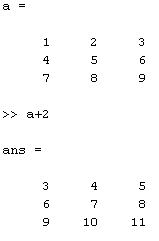 a =
1 2 3
4 5 6
7 8 9
>> a+2
ans =
3 4 5
6 7 8
9 10 11